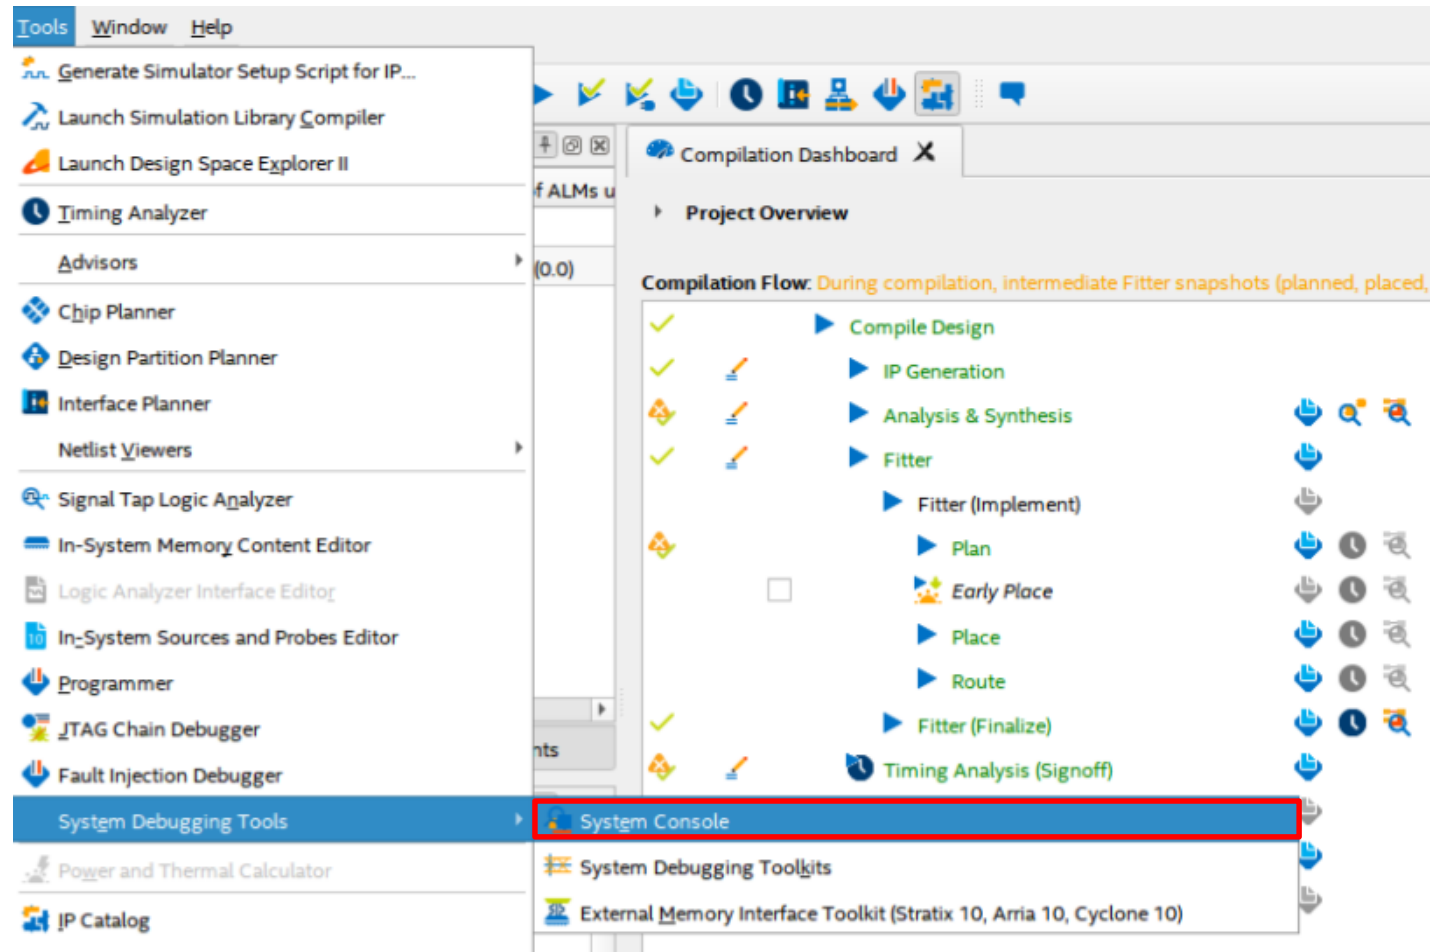 Tools Window Help
Generate Simulator Setup Script for IP...
Launch Simulation Library Compiler
Launch Design Space Explorer II
Timing Analyzer
Advisors
Chip Planner
Design Partition Planner
Interface Planner
Netlist Viewers
Signal Tap Logic Analyzer
In-System Memory Content Editor
Logic Analyzer Interface Editor
In-System Sources and Probes Editor
Programmer
JTAG Chain Debugger
Fault Injection Debugger
System Debugging Tools
Power and Thermal Calculator
IP Catalog
System Console
System Debugging Toolkits
External Memory Interface Toolkit (Stratix 10, Arria 10, Cyclone 10)
of ALMs u
(0.0)
nts
Compilation Dashboard
Project Overview
Compilation Flow: During compilation, intermediate Fitter snapshots (planned, placed,
Compile Design
IP Generation
Analysis & Synthesis
Fitter
Fitter (Implement)
Plan
Early Place
Place
Route
Fitter (Finalize)
Timing Analysis (Signoff)